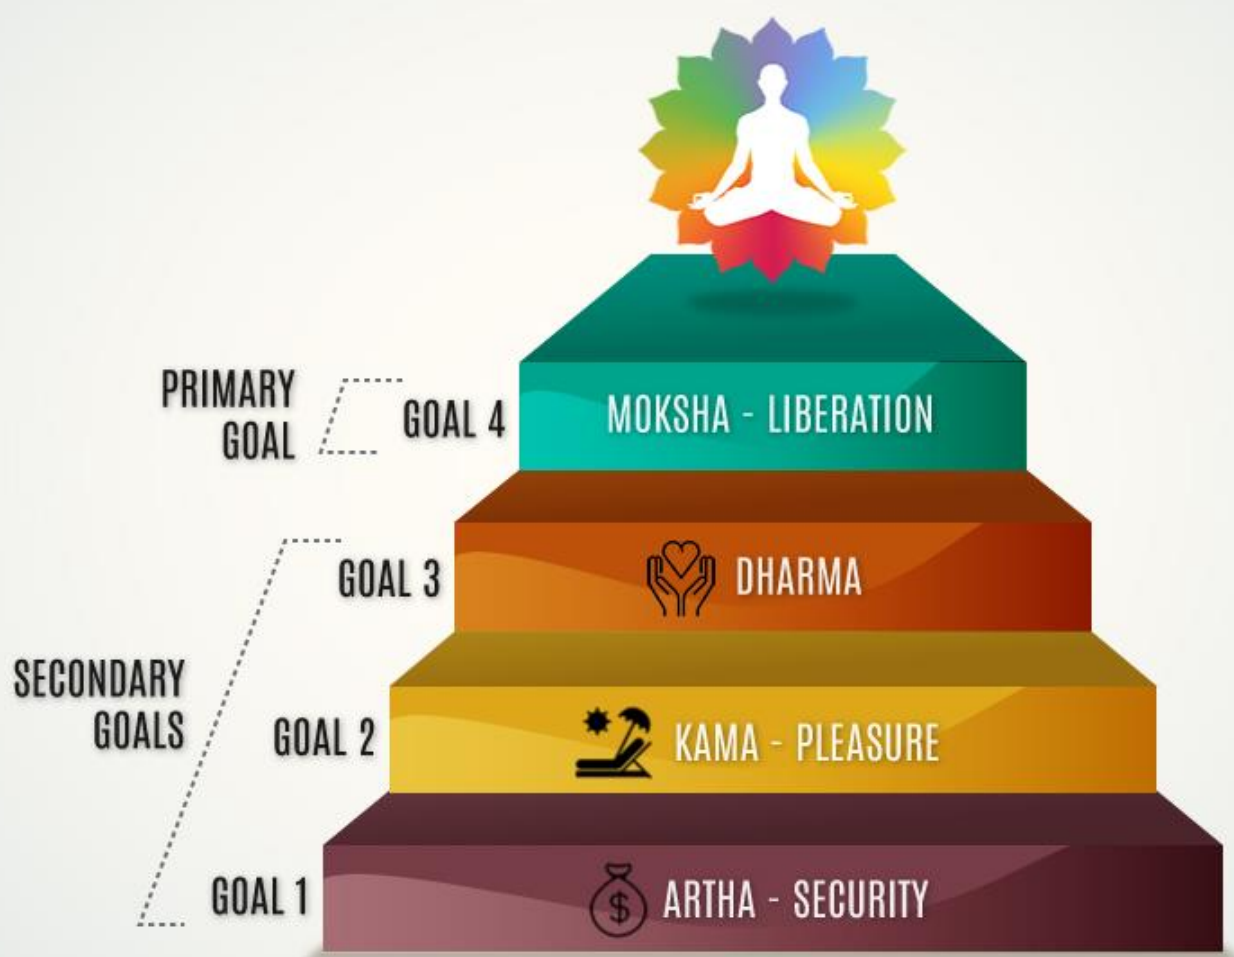 PRIMARY
GOAL
GOAL 4
MOKSHA - LIBERATION
GOAL 3
DHARMA
SECONDARY
GOALS
GOAL 2
KAMA - PLEASURE
GOAL 1
$
ARTHA - SECURITY